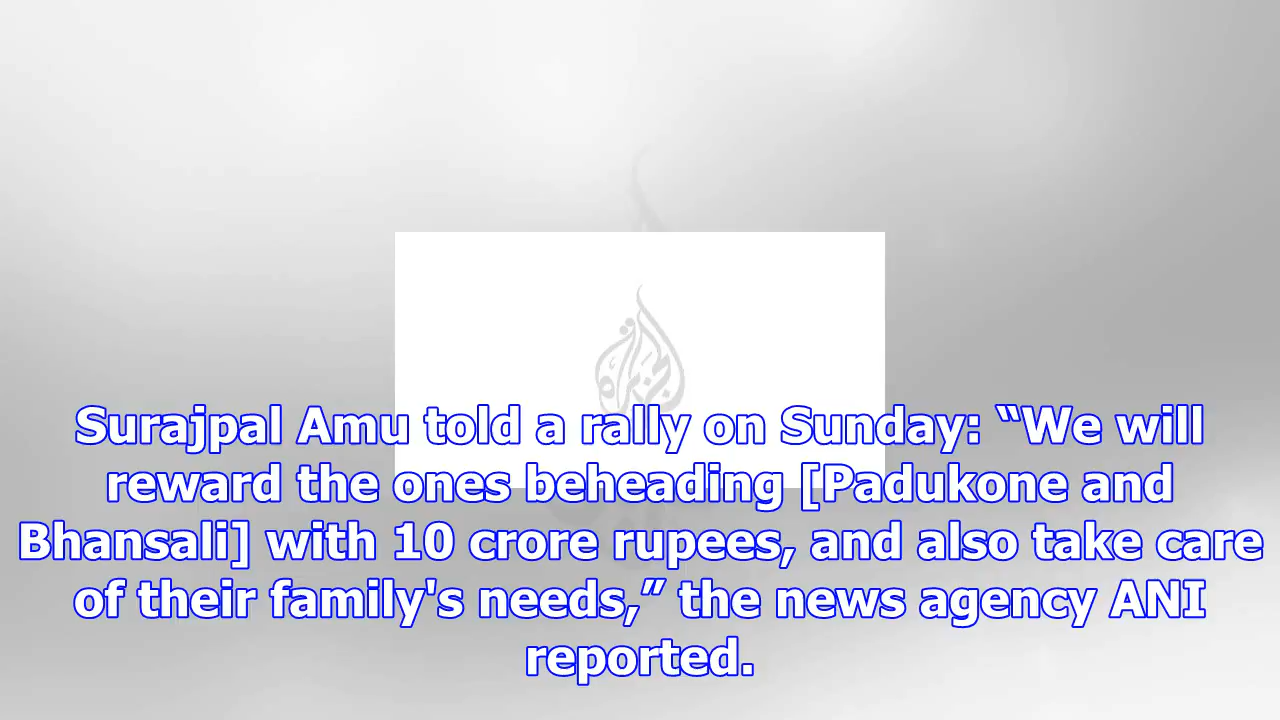 الجزيرة
Surajpal Amu told a rally on Sunday: “We will
reward the ones beheading [Padukone and
Bhansali] with 10 crore rupees, and also take care
of their family's needs,” the news agency ANI
reported.